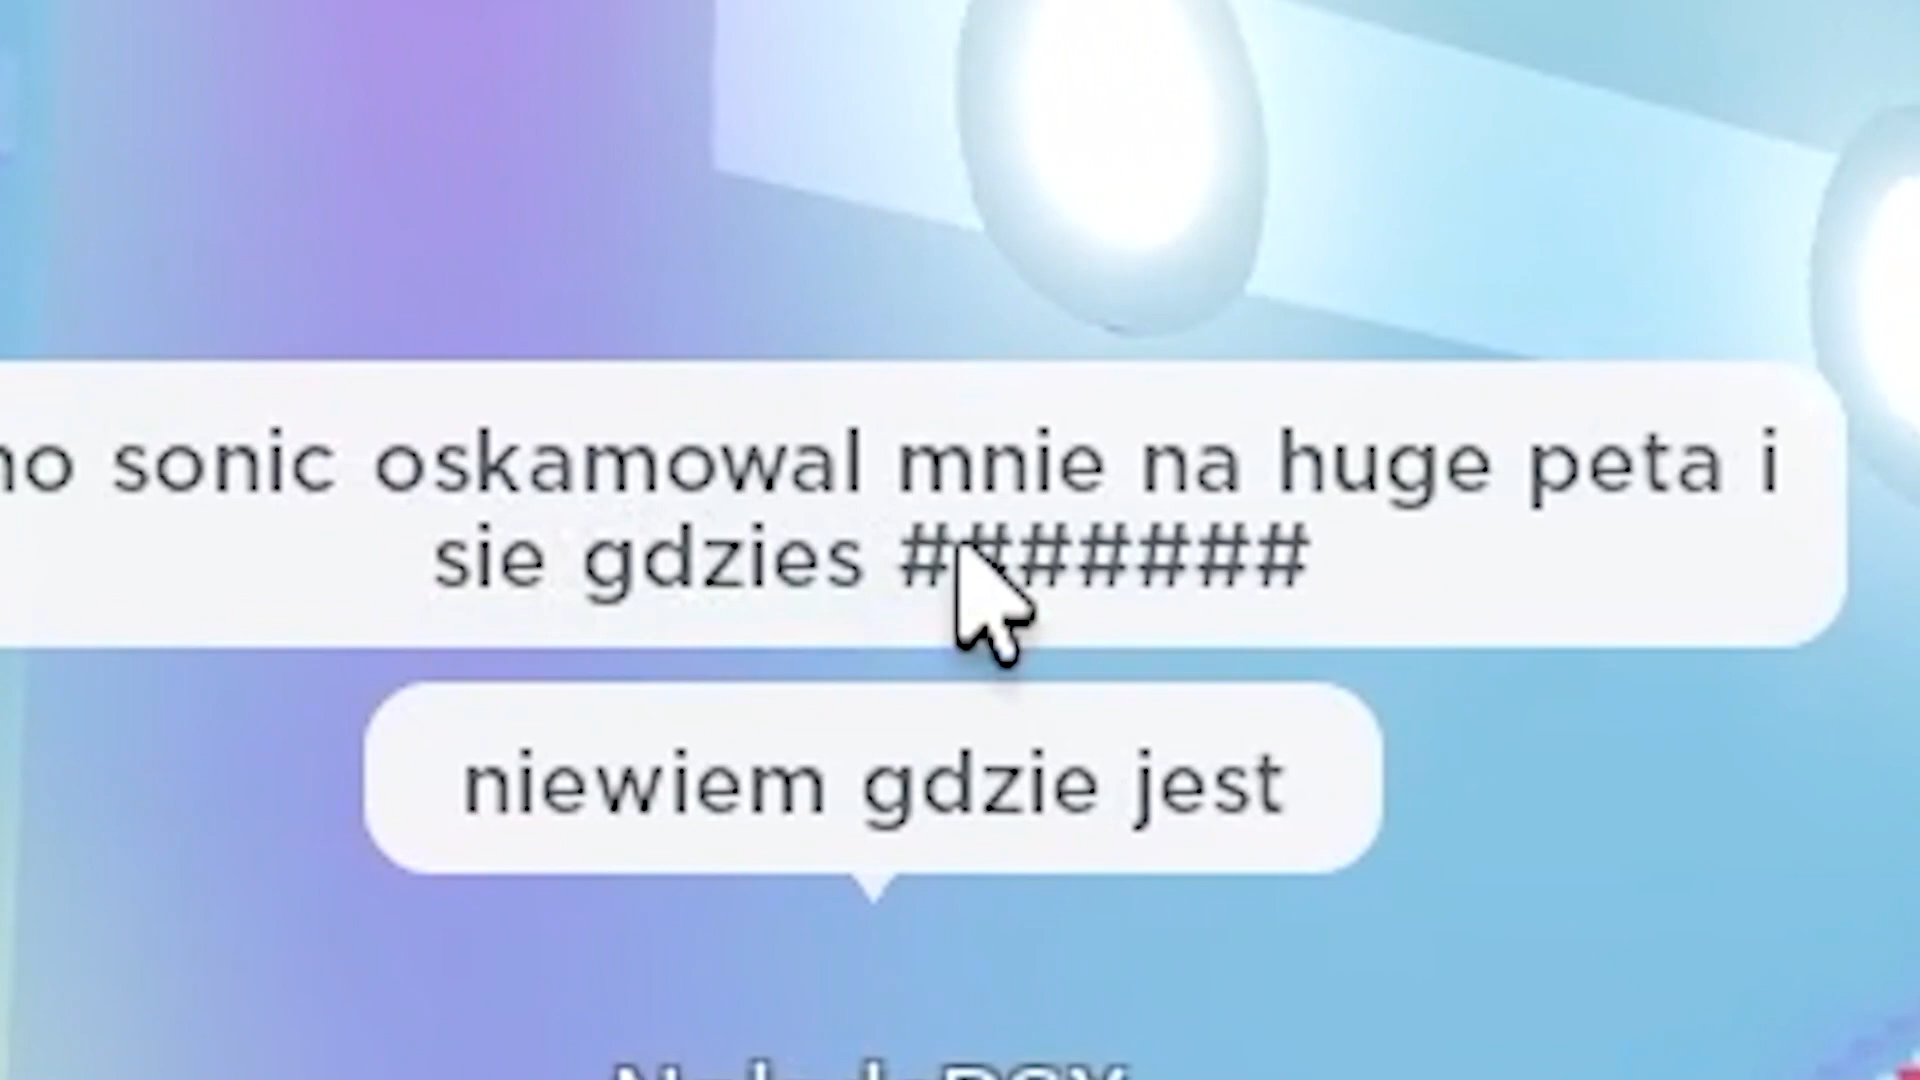 no sonic oskamowal mnie na huge peta i
sie gdzies #######
niewiem gdzie jest